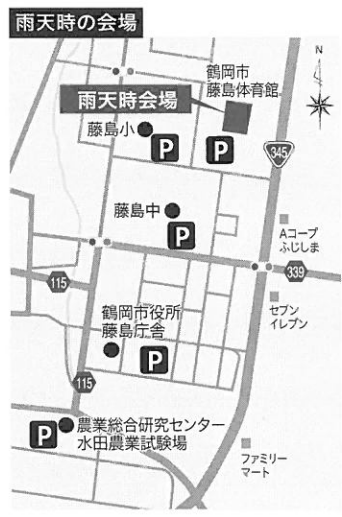 雨天時の会場
N
鶴岡市
藤島体育館
雨天時会場
藤島小
P
P
345
藤島中
P
Aコープ
ふじしま
339
115
セブン
イレブン
鶴岡市役所
藤島庁舎
P
115
P
農業総合研究センター
水田農業試験場
ファミリー
マート